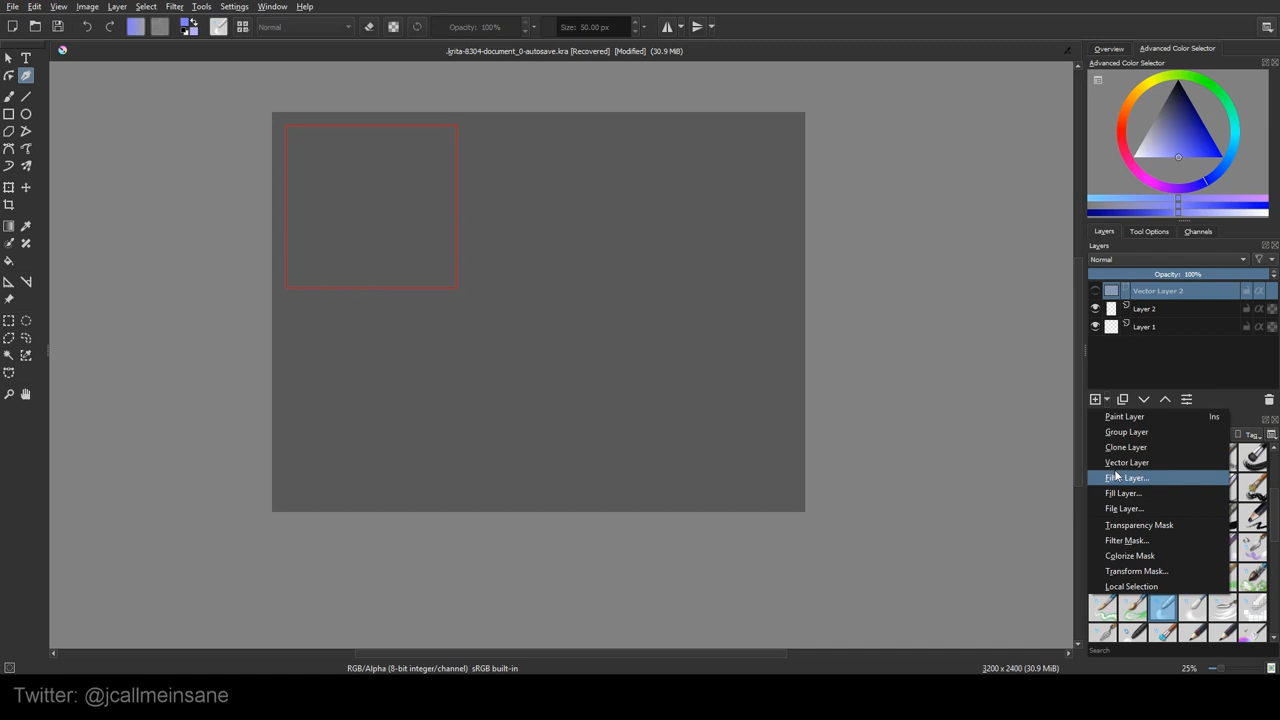 File Edit View Image Layer Select Filter Tools Settings Window Help
Normal Opacity: 100% Size: 50.00 px
.krita-8304-document_0-autosave.kra [Recovered] [Modified] (30.9 MiB)
Overview Advanced Color Selector
Advanced Color Selector
Layers Tool Options Channels
Layers
Normal
Opacity: 100%
Vector Layer 2
Layer 2
Layer 1
Paint Layer Ins
Group Layer
Clone Layer
Vector Layer
Layer...
Fill Layer...
File Layer...
Transparency Mask
Filter Mask...
Colorize Mask
Transform Mask...
Local Selection
Tag
Search
RGB/Alpha (8-bit integer/channel) sRGB built-in
3200 x 2400 (30.9 MiB)
25%
Twitter: @jcallmeinsane